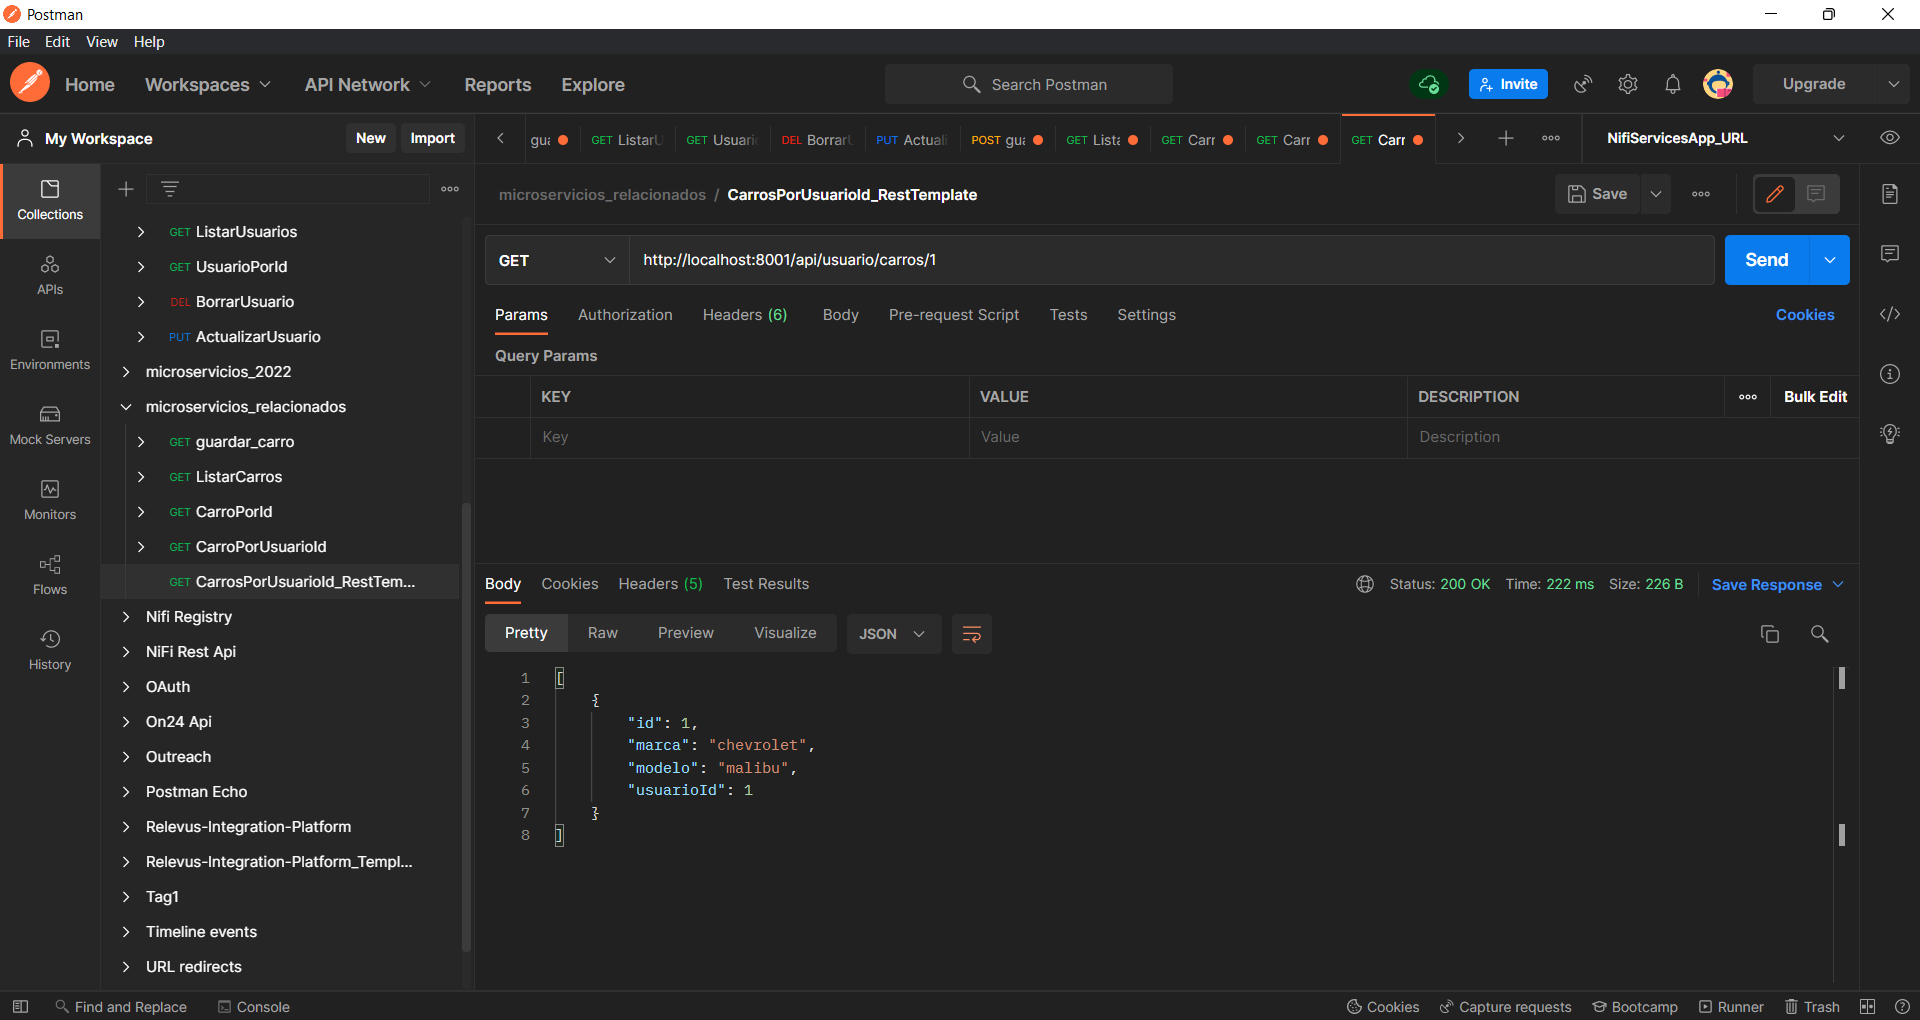 Postman
File Edit View Help
Home Workspaces API Network Reports Explore Search Postman Invite Upgrade
My Workspace New Import
gua GET ListarU GET Usuari DEL BorrarU PUT Actuali POST gua GET Lista GET Carr GET Carr GET Carr NifiServicesApp_URL
Collections
APIs
Environments
Mock Servers
Monitors
Flows
History
GET ListarUsuarios
GET UsuarioPorId
DEL BorrarUsuario
PUT ActualizarUsuario
microservicios_2022
microservicios_relacionados
GET guardar_carro
GET ListarCarros
GET CarroPorId
GET CarroPorUsuarioId
GET CarrosPorUsuarioId_RestTem...
Nifi Registry
NiFi Rest Api
OAuth
On24 Api
Outreach
Postman Echo
Relevus-Integration-Platform
Relevus-Integration-Platform_Templ...
Tag1
Timeline events
URL redirects
microservicios_relacionados / CarrosPorUsuarioId_RestTemplate Save
GET http://localhost:8001/api/usuario/carros/1 Send
Params Authorization Headers (6) Body Pre-request Script Tests Settings Cookies
Query Params
KEY VALUE DESCRIPTION Bulk Edit
Key Value Description
Body Cookies Headers (5) Test Results Status: 200 OK Time: 222 ms Size: 226 B Save Response
Pretty Raw Preview Visualize JSON
1 [
2 {
3 "id": 1,
4 "marca": "chevrolet",
5 "modelo": "malibu",
6 "usuarioId": 1
7 }
8 ]
Find and Replace Console Cookies Capture requests Bootcamp Runner Trash